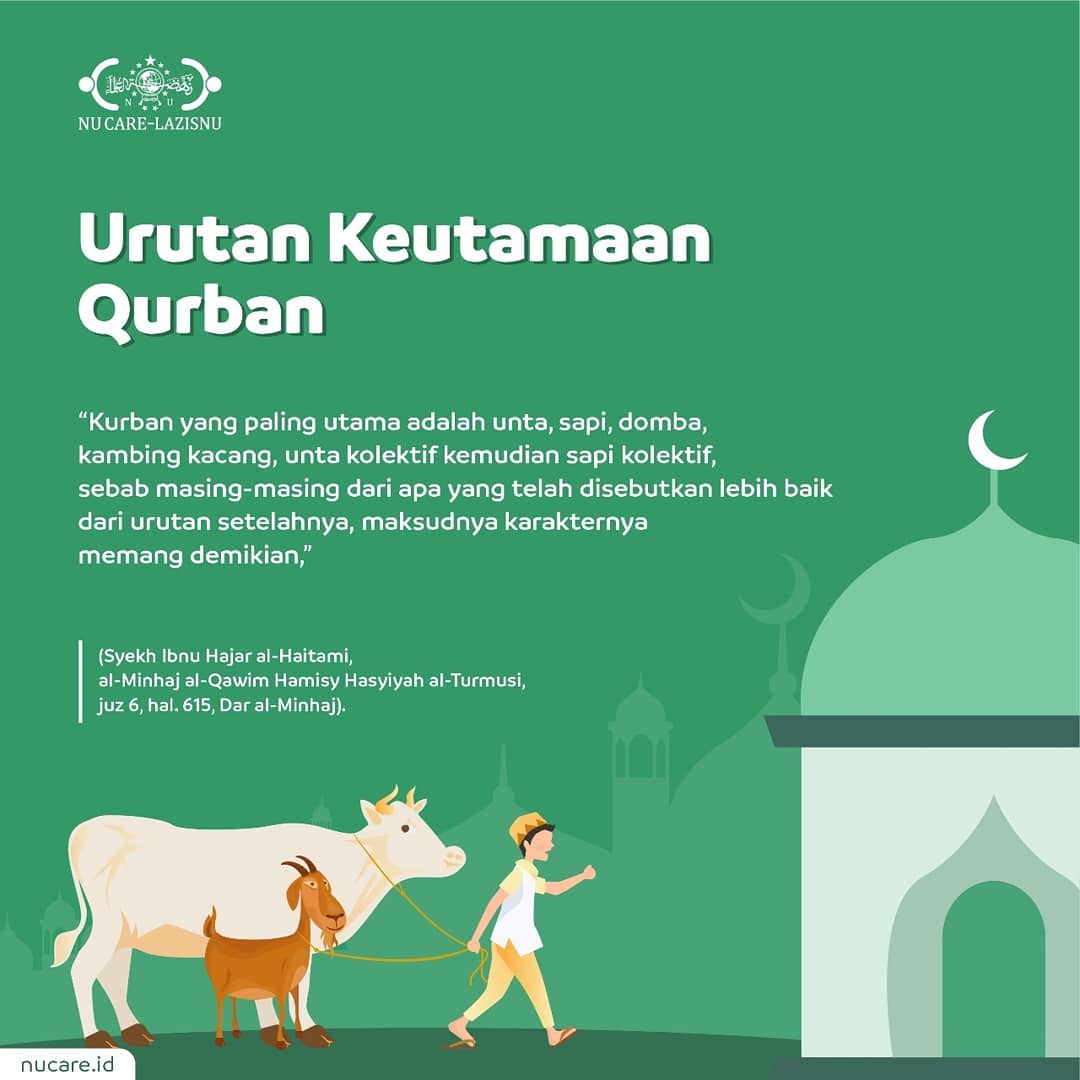 N U
NU CARE-LAZISNU
Urutan Keutamaan
Qurban
“Kurban yang paling utama adalah unta, sapi, domba,
kambing kacang, unta kolektif kemudian sapi kolektif,
sebab masing-masing dari apa yang telah disebutkan lebih baik
dari urutan setelahnya, maksudnya karakternya
memang demikian,”
(Syekh Ibnu Hajar al-Haitami,
al-Minhaj al-Qawim Hamisy Hasyiyah al-Turmusi,
juz 6, hal. 615, Dar al-Minhaj).
nucare.id